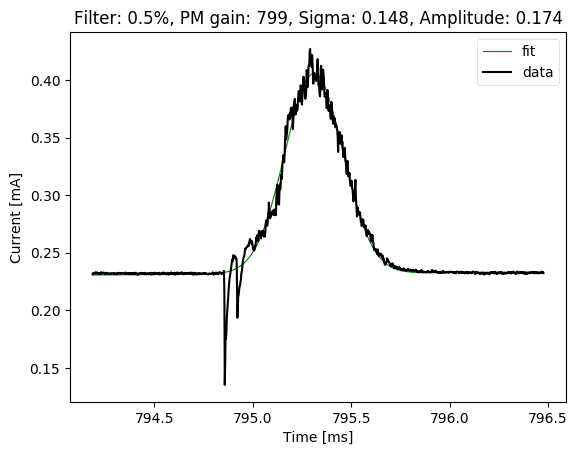 Filter: 0.5%, PM gain: 799, Sigma: 0.148, Amplitude: 0.174
fit
data
Current [mA]
0.40
0.35
0.30
0.25
0.20
0.15
794.5
795.0
795.5
796.0
796.5
Time [ms]